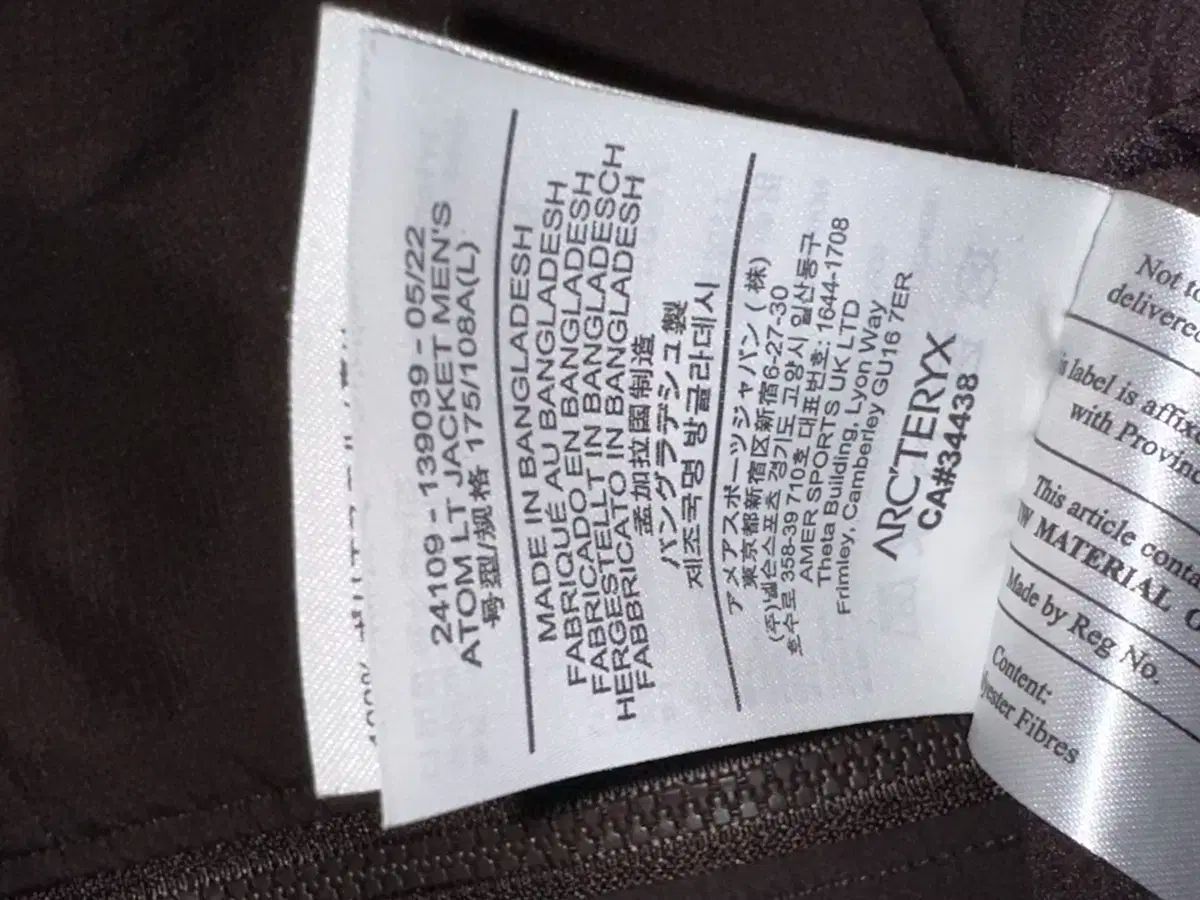 24109 - 139039 - 05/22
ATOM LT JACKET MEN'S
号型/规格 175/108A(L)
MADE IN BANGLADESH
FABRIQUÉ AU BANGLADESH
FABRICADO EN BANGLADESH
FABRICATO IN BANGLADESCH
HERGESTELLT IN BANGLADESH
FABBRICATO IN BANGLADESH
孟加拉国制造
バングラデシュ製
제조국명 방글라데시
アメアスポーツジャパン (株)
東京都新宿区新宿6-27-30
(주)넬슨스포츠 경기도 고양시 일산동구
호수로 358-39 710호 대표번호: 1644-1708
AMER SPORTS UK LTD
Theta Building, Lyon Way
Frimley, Camberley GU16 7ER
ARC'TERYX
CA#34438
Not to
delivered
label is affixed
with Provin
This article conta
MATERIAL
Made by Reg No.
Content:
yester Fibres